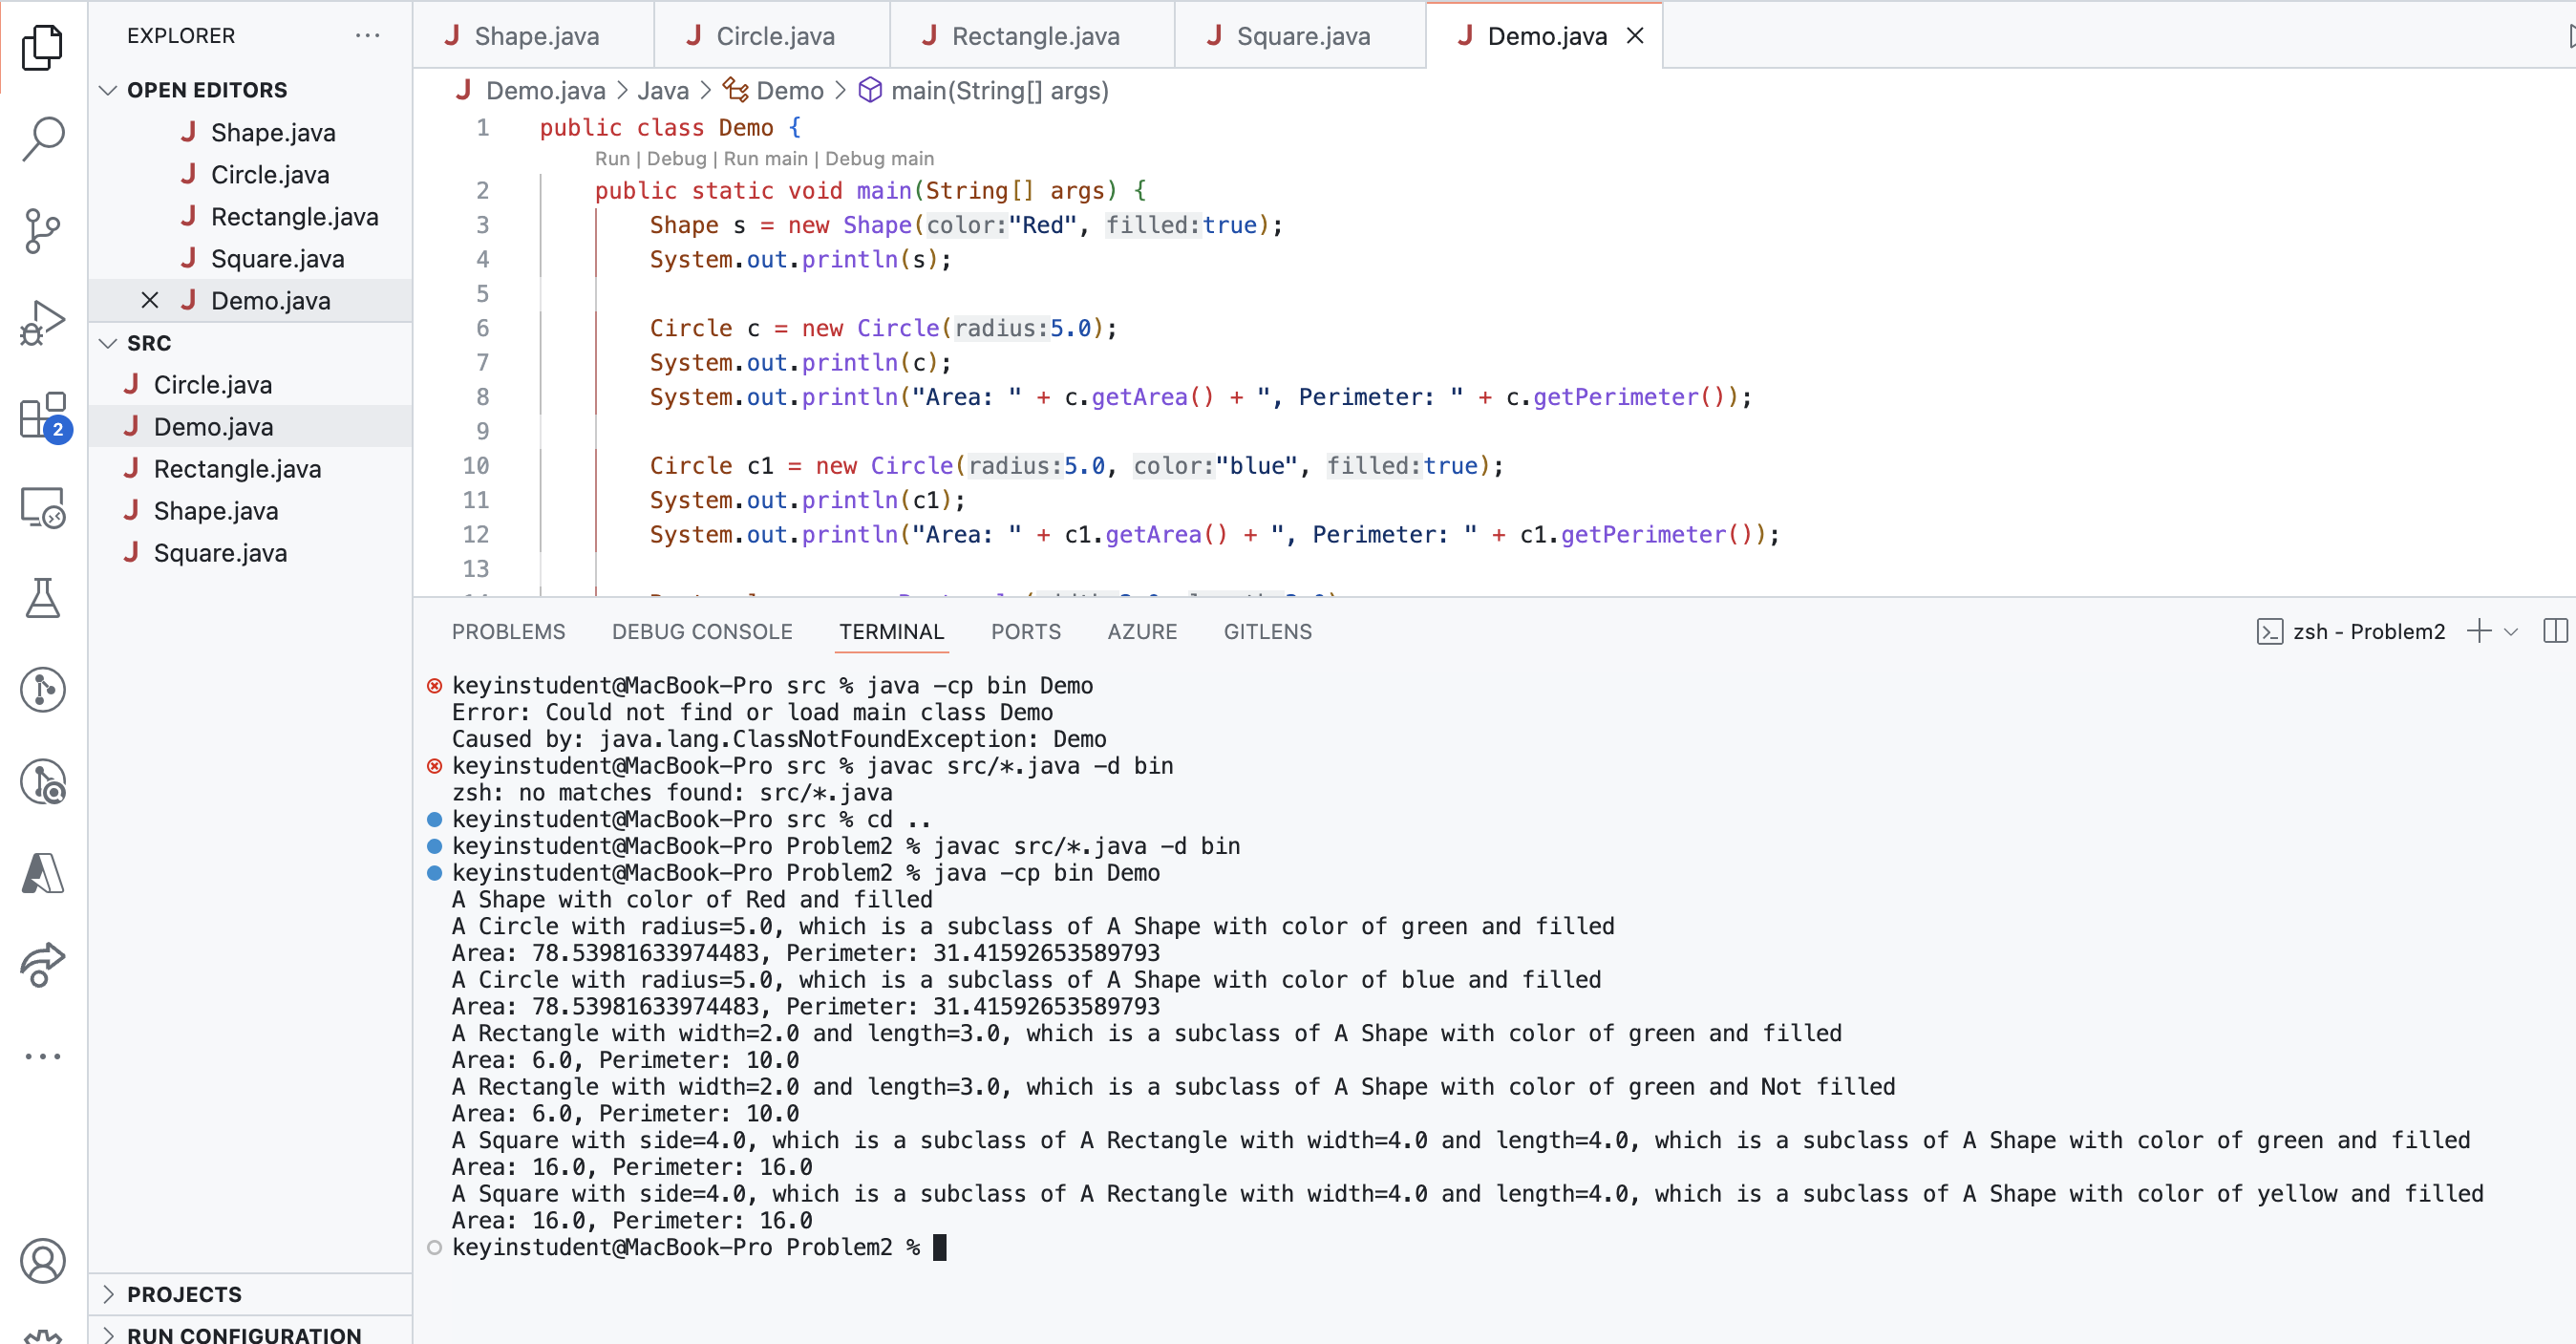 EXPLORER
OPEN EDITORS
Shape.java
Circle.java
Rectangle.java
Square.java
Demo.java
SRC
Circle.java
Demo.java
Rectangle.java
Shape.java
Square.java
PROJECTS
RUN CONFIGURATION
2
Shape.java Circle.java Rectangle.java Square.java Demo.java
Demo.java > Java > Demo > main(String[] args)
1 public class Demo {
Run | Debug | Run main | Debug main
2 public static void main(String[] args) {
3 Shape s = new Shape(color:"Red", filled:true);
4 System.out.println(s);
5
6 Circle c = new Circle(radius:5.0);
7 System.out.println(c);
8 System.out.println("Area: " + c.getArea() + ", Perimeter: " + c.getPerimeter());
9
10 Circle c1 = new Circle(radius:5.0, color:"blue", filled:true);
11 System.out.println(c1);
12 System.out.println("Area: " + c1.getArea() + ", Perimeter: " + c1.getPerimeter());
13
PROBLEMS DEBUG CONSOLE TERMINAL PORTS AZURE GITLENS
zsh - Problem2
keyinstudent@MacBook-Pro src % java -cp bin Demo
Error: Could not find or load main class Demo
Caused by: java.lang.ClassNotFoundException: Demo
keyinstudent@MacBook-Pro src % javac src/*.java -d bin
zsh: no matches found: src/*.java
keyinstudent@MacBook-Pro src % cd ..
keyinstudent@MacBook-Pro Problem2 % javac src/*.java -d bin
keyinstudent@MacBook-Pro Problem2 % java -cp bin Demo
A Shape with color of Red and filled
A Circle with radius=5.0, which is a subclass of A Shape with color of green and filled
Area: 78.53981633974483, Perimeter: 31.41592653589793
A Circle with radius=5.0, which is a subclass of A Shape with color of blue and filled
Area: 78.53981633974483, Perimeter: 31.41592653589793
A Rectangle with width=2.0 and length=3.0, which is a subclass of A Shape with color of green and filled
Area: 6.0, Perimeter: 10.0
A Rectangle with width=2.0 and length=3.0, which is a subclass of A Shape with color of green and Not filled
Area: 6.0, Perimeter: 10.0
A Square with side=4.0, which is a subclass of A Rectangle with width=4.0 and length=4.0, which is a subclass of A Shape with color of green and filled
Area: 16.0, Perimeter: 16.0
A Square with side=4.0, which is a subclass of A Rectangle with width=4.0 and length=4.0, which is a subclass of A Shape with color of yellow and filled
Area: 16.0, Perimeter: 16.0
keyinstudent@MacBook-Pro Problem2 %